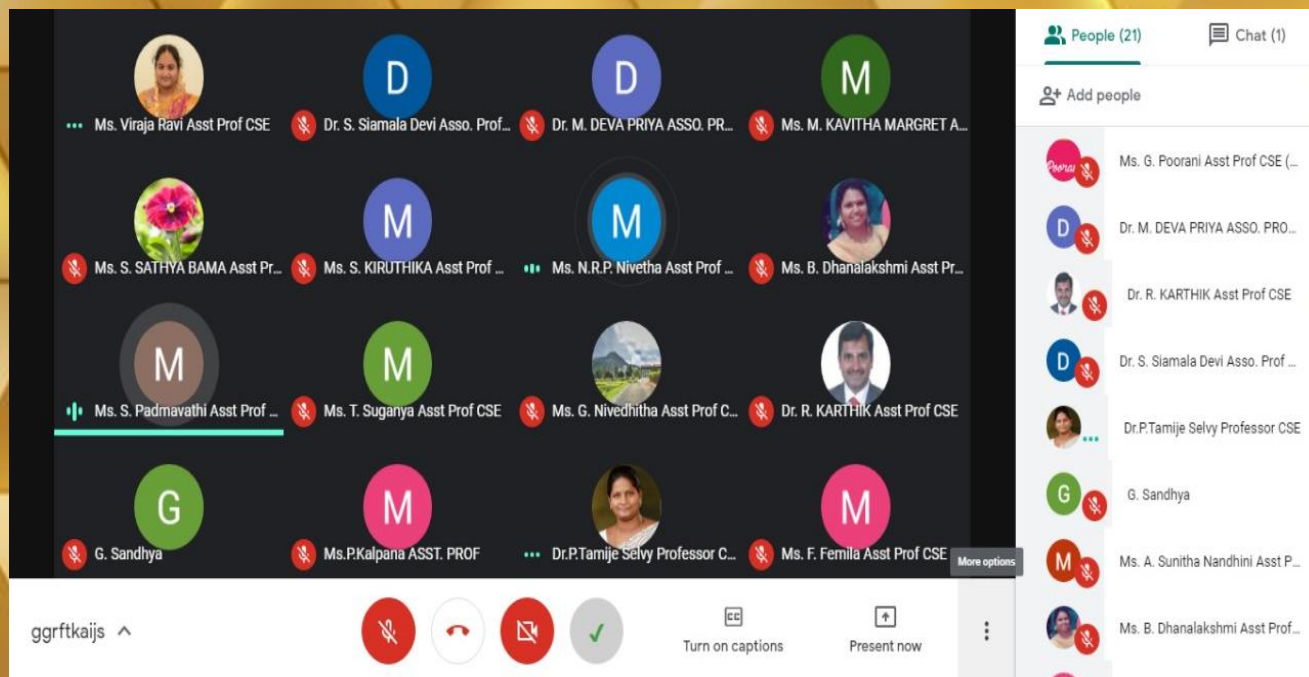 D
D
M
Ms. Viraja Ravi Asst Prof CSE
Dr. S. Siamala Devi Asso. Prof...
Dr. M. DEVA PRIYA ASSO. PR...
Ms. M. KAVITHA MARGRET A...
M
M
Ms. S. SATHYA BAMA Asst Pr...
Ms. S. KIRUTHIKA Asst Prof ...
Ms. N.R.P. Nivetha Asst Prof ...
Ms. B. Dhanalakshmi Asst Pr...
M
M
Ms. S. Padmavathi Asst Prof ...
Ms. T. Suganya Asst Prof CSE
Ms. G. Nivedhitha Asst Prof C...
Dr. R. KARTHIK Asst Prof CSE
G
M
M
G. Sandhya
Ms.P.Kalpana ASST. PROF
Dr.P.Tamije Selvy Professor C...
Ms. F. Femila Asst Prof CSE
More options
ggrftkaijs
CC
Turn on captions
Present now
People (21)
Chat (1)
Add people
Ms. G. Poorani Asst Prof CSE (...
D
Dr. M. DEVA PRIYA ASSO. PRO...
Dr. R. KARTHIK Asst Prof CSE
D
Dr. S. Siamala Devi Asso. Prof ...
Dr.P.Tamije Selvy Professor CSE
G
G. Sandhya
M
Ms. A. Sunitha Nandhini Asst P...
Ms. B. Dhanalakshmi Asst Prof...